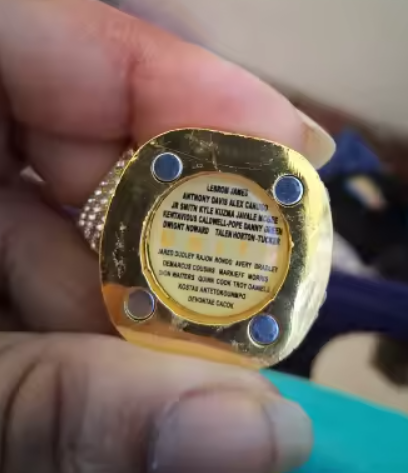 LEBRON JAMES
ANTHONY DAVIS ALEX CARUSO
JR SMITH KYLE KUZMA JAVALE MCGEE
KENTAVIOUS CALDWELL-POPE DANNY GREEN
DWIGHT HOWARD TALEN HORTON-TUCKER
JARED DUDLEY RAJON RONDO AVERY BRADLEY
DEMARCUS COUSINS MARKIEFF MORRIS
DION WAITERS QUINN COOK TROY DANIELS
KOSTAS ANTETOKOUNMPO
DEVONTAE CACOK